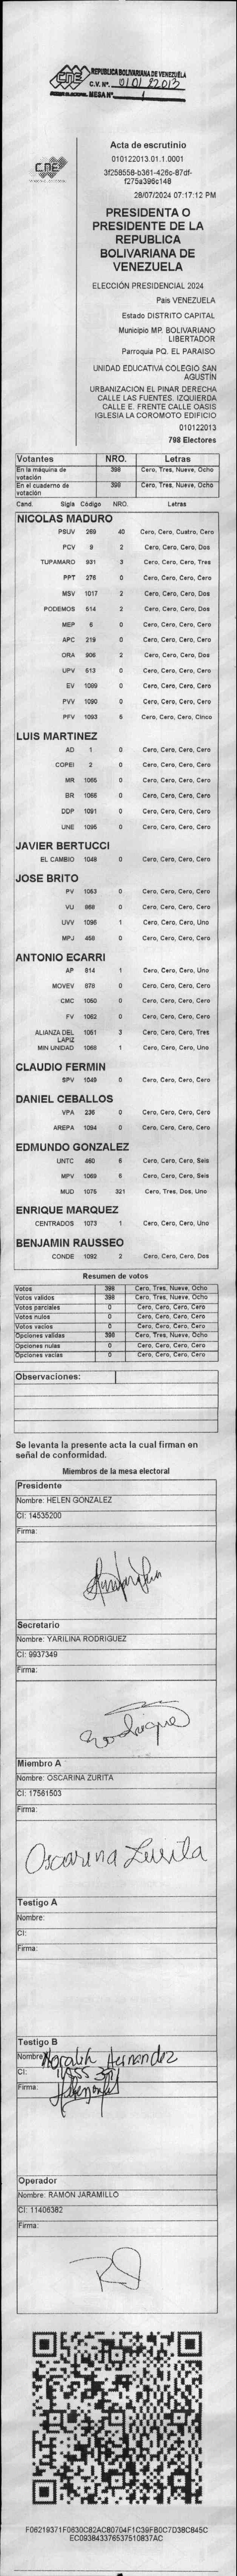 CNE
REPUBLICA BOLIVARIANA DE VENEZUELA
C.V. N°. 010122013
MESA N°. 1
CNE
Acta de escrutinio
010122013.01.1.0001
3f258558-b361-426c-87df-
f275a396c148
28/07/2024 07:17:12 PM
PRESIDENTA O
PRESIDENTE DE LA
REPUBLICA
BOLIVARIANA DE
VENEZUELA
ELECCIÓN PRESIDENCIAL 2024
Pais VENEZUELA
Estado DISTRITO CAPITAL
Municipio MP. BOLIVARIANO
LIBERTADOR
Parroquia PQ. EL PARAISO
UNIDAD EDUCATIVA COLEGIO SAN
AGUSTÍN
URBANIZACION EL PINAR DERECHA
CALLE LAS FUENTES. IZQUIERDA
CALLE E. FRENTE CALLE OASIS
IGLESIA LA COROMOTO EDIFICIO
010122013
798 Electores
Votantes NRO. Letras
En la máquina de votación 398 Cero, Tres, Nueve, Ocho
En el cuaderno de votación 398 Cero, Tres, Nueve, Ocho
Cand. Sigla Código NRO. Letras
NICOLAS MADURO
PSUV 269 40 Cero, Cero, Cuatro, Cero
PCV 9 2 Cero, Cero, Cero, Dos
TUPAMARO 931 3 Cero, Cero, Cero, Tres
PPT 276 0 Cero, Cero, Cero, Cero
MSV 1017 2 Cero, Cero, Cero, Dos
PODEMOS 514 2 Cero, Cero, Cero, Dos
MEP 6 0 Cero, Cero, Cero, Cero
APC 219 0 Cero, Cero, Cero, Cero
ORA 906 2 Cero, Cero, Cero, Dos
UPV 613 0 Cero, Cero, Cero, Cero
EV 1089 0 Cero, Cero, Cero, Cero
PVV 1090 0 Cero, Cero, Cero, Cero
PFV 1093 5 Cero, Cero, Cero, Cinco
LUIS MARTINEZ
AD 1 0 Cero, Cero, Cero, Cero
COPEI 2 0 Cero, Cero, Cero, Cero
MR 1065 0 Cero, Cero, Cero, Cero
BR 1066 0 Cero, Cero, Cero, Cero
DDP 1091 0 Cero, Cero, Cero, Cero
UNE 1095 0 Cero, Cero, Cero, Cero
JAVIER BERTUCCI
EL CAMBIO 1048 0 Cero, Cero, Cero, Cero
JOSE BRITO
PV 1053 0 Cero, Cero, Cero, Cero
VU 869 0 Cero, Cero, Cero, Cero
UVV 1096 1 Cero, Cero, Cero, Uno
MPJ 458 0 Cero, Cero, Cero, Cero
ANTONIO ECARRI
AP 914 1 Cero, Cero, Cero, Uno
MOVEV 878 0 Cero, Cero, Cero, Cero
CMC 1050 0 Cero, Cero, Cero, Cero
FV 1062 0 Cero, Cero, Cero, Cero
ALIANZA DEL LAPIZ 1051 3 Cero, Cero, Cero, Tres
MIN UNIDAD 1068 1 Cero, Cero, Cero, Uno
CLAUDIO FERMIN
SPV 1049 0 Cero, Cero, Cero, Cero
DANIEL CEBALLOS
VPA 236 0 Cero, Cero, Cero, Cero
AREPA 1094 0 Cero, Cero, Cero, Cero
EDMUNDO GONZALEZ
UNTC 460 6 Cero, Cero, Cero, Seis
MPV 1069 6 Cero, Cero, Cero, Seis
MUD 1075 321 Cero, Tres, Dos, Uno
ENRIQUE MARQUEZ
CENTRADOS 1073 1 Cero, Cero, Cero, Uno
BENJAMIN RAUSSEO
CONDE 1092 2 Cero, Cero, Cero, Dos
Resumen de votos
Votos 398 Cero, Tres, Nueve, Ocho
Votos validos 398 Cero, Tres, Nueve, Ocho
Votos parciales 0 Cero, Cero, Cero, Cero
Votos nulos 0 Cero, Cero, Cero, Cero
Votos vacíos 0 Cero, Cero, Cero, Cero
Opciones validas 398 Cero, Tres, Nueve, Ocho
Opciones nulas 0 Cero, Cero, Cero, Cero
Opciones vacias 0 Cero, Cero, Cero, Cero
Observaciones:
Se levanta la presente acta la cual firman en
señal de conformidad.
Miembros de la mesa electoral
Presidente
Nombre: HELEN GONZALEZ
CI: 14535200
Firma:
Secretario
Nombre: YARILINA RODRIGUEZ
CI: 9937349
Firma:
Rodriguez
Miembro A
Nombre: OSCARINA ZURITA
CI: 17561503
Firma:
Oscarina Zurita
Testigo A
Nombre:
CI:
Firma:
Testigo B
Nombre: Hernandez
CI:
Firma:
Operador
Nombre: RAMON JARAMILLO
CI: 11406382
Firma:
F06219371F0630C82AC80704F1C39FB0C7D38C845C
EC093843376537510837AC